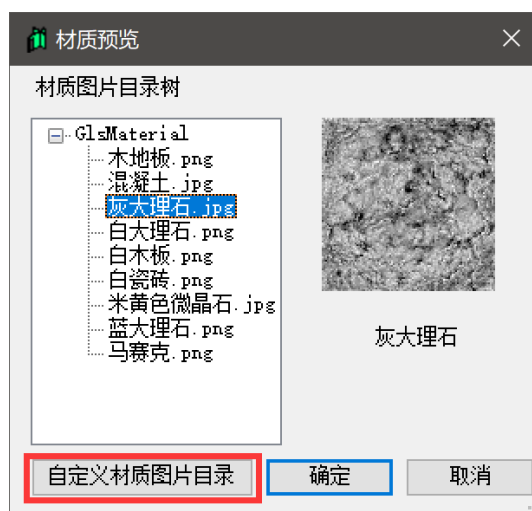 材质预览
材质图片目录树
GlsMaterial
木地板.png
混凝土.jpg
灰大理石.jpg
白大理石.png
白木板.png
白瓷砖.png
米黄色微晶石.jpg
蓝大理石.png
马赛克.png
灰大理石
自定义材质图片目录
确定
取消